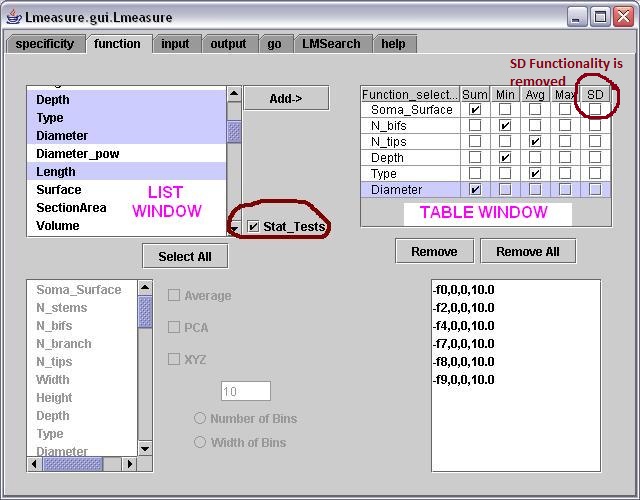 Lmeasure.gui.Lmeasure
specificity function input output go LMSearch help
SD Functionality is
removed
Depth
Type
Diameter
Diameter_pow
Length
Surface
SectionArea
Volume
LIST
WINDOW
Add->
Stat_Tests
Select All
Function_select... Sum Min Avg Max SD
Soma_Surface
N_bifs
N_tips
Depth
Type
Diameter
TABLE WINDOW
Remove Remove All
Soma_Surface
N_stems
N_bifs
N_branch
N_tips
Width
Height
Depth
Type
Diameter
Average
PCA
XYZ
10
Number of Bins
Width of Bins
-f0,0,0,10.0
-f2,0,0,10.0
-f4,0,0,10.0
-f7,0,0,10.0
-f8,0,0,10.0
-f9,0,0,10.0